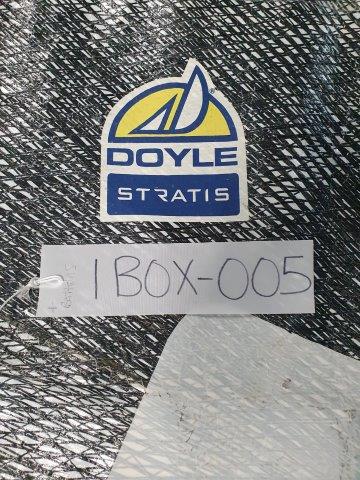 DOYLE
STRATIS
1BOX-005